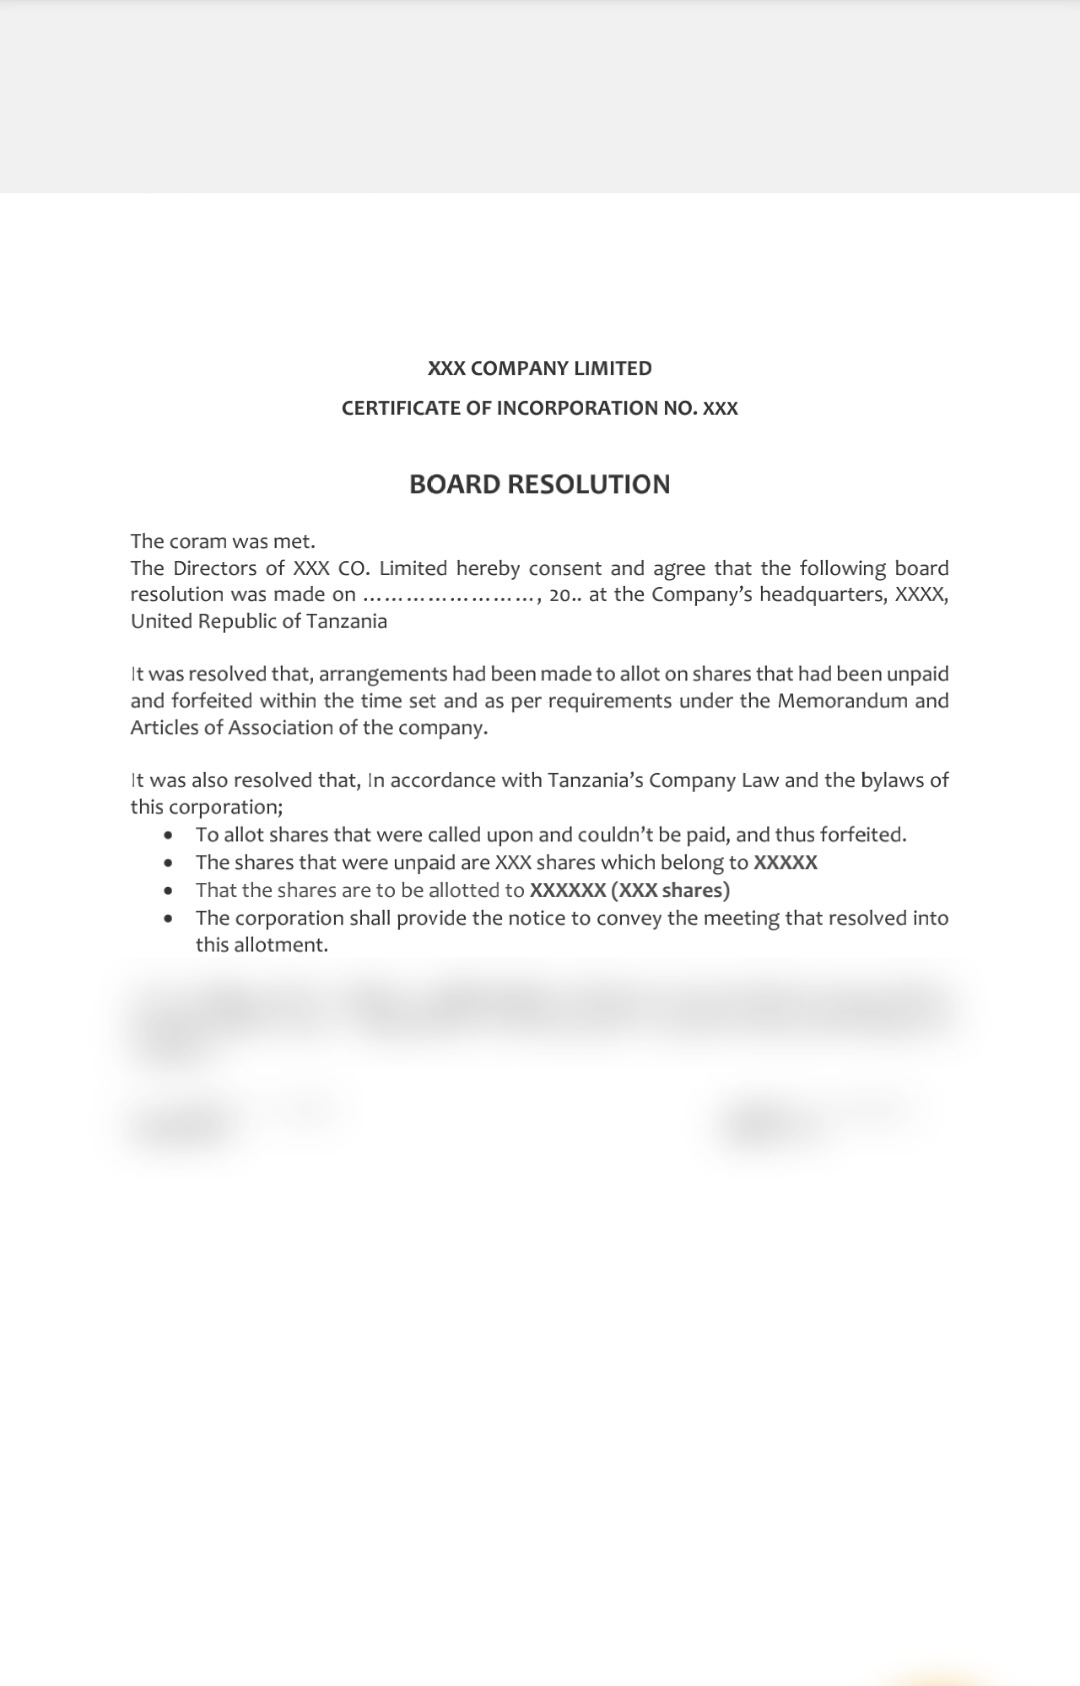 XXX COMPANY LIMITED
CERTIFICATE OF INCORPORATION NO. XXX
BOARD RESOLUTION
The coram was met.
The Directors of XXX CO. Limited hereby consent and agree that the following board
resolution was made on ........................, 20.. at the Company’s headquarters, XXXX,
United Republic of Tanzania
It was resolved that, arrangements had been made to allot on shares that had been unpaid
and forfeited within the time set and as per requirements under the Memorandum and
Articles of Association of the company.
It was also resolved that, In accordance with Tanzania’s Company Law and the bylaws of
this corporation;
• To allot shares that were called upon and couldn’t be paid, and thus forfeited.
• The shares that were unpaid are XXX shares which belong to XXXXX
• That the shares are to be allotted to XXXXXX (XXX shares)
• The corporation shall provide the notice to convey the meeting that resolved into
this allotment.